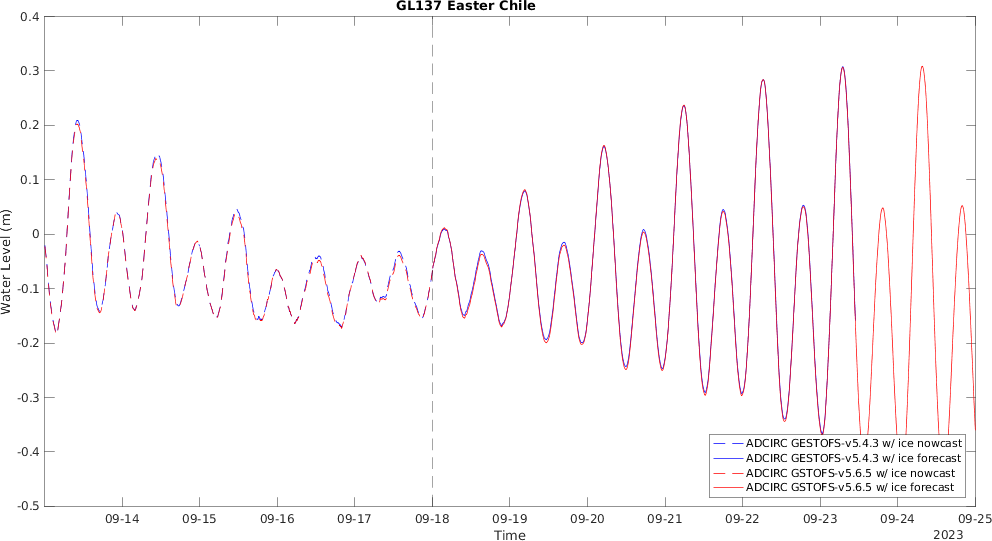 GL137 Easter Chile
0.4
0.3
0.2
0.1
0
-0.1
-0.2
-0.3
-0.4
-0.5
Water Level (m)
ADCIRC GESTOFS-v5.4.3 w/ ice nowcast
ADCIRC GESTOFS-v5.4.3 w/ ice forecast
ADCIRC GSTOFS-v5.6.5 w/ ice nowcast
ADCIRC GSTOFS-v5.6.5 w/ ice forecast
09-14 09-15 09-16 09-17 09-18 09-19 09-20 09-21 09-22 09-23 09-24 09-25
Time
2023